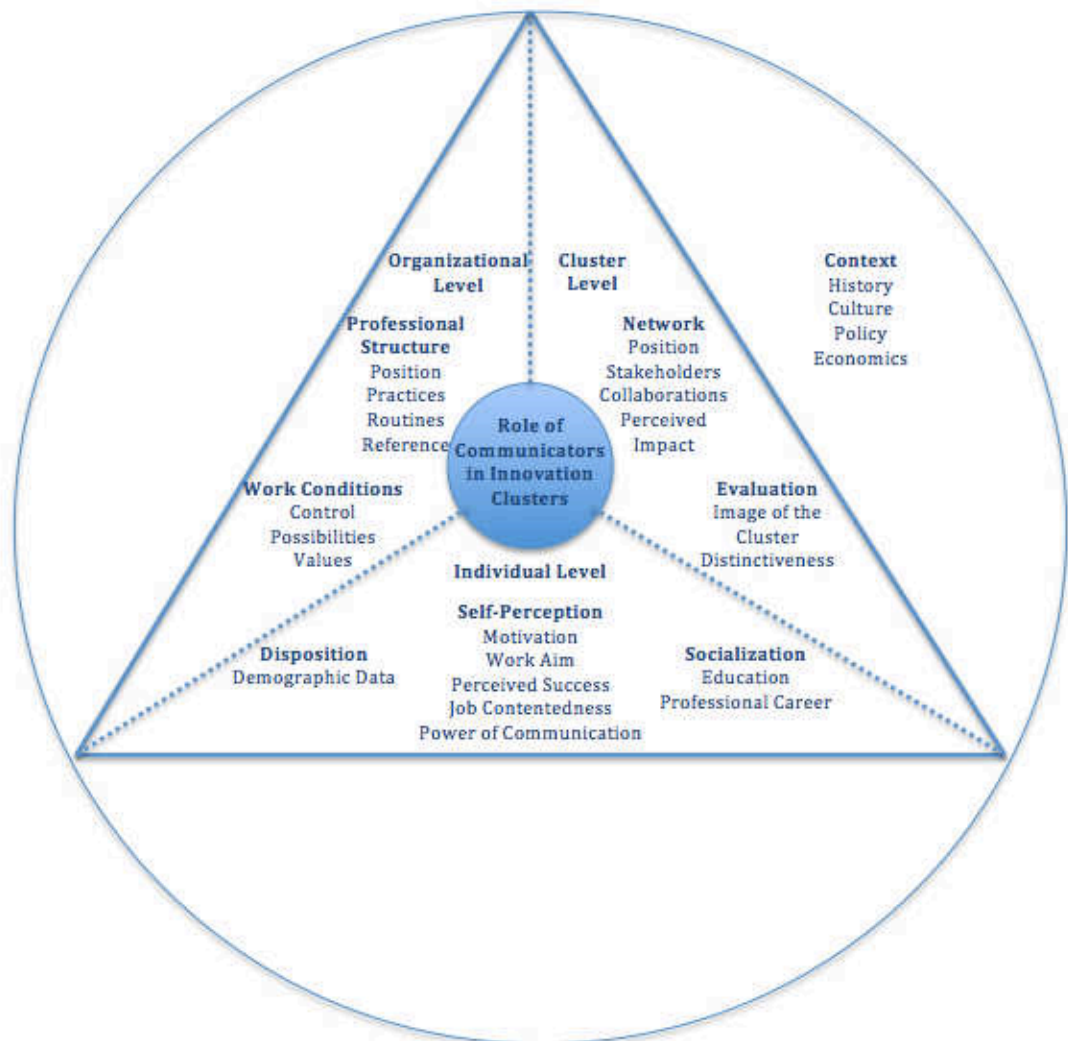 Organizational
Level
Professional
Structure
Position
Practices
Routines
Reference
Work Conditions
Control
Possibilities
Values
Cluster
Level
Network
Position
Stakeholders
Collaborations
Perceived
Impact
Evaluation
Image of the
Cluster
Distinctiveness
Context
History
Culture
Policy
Economics
Role of
Communicators
in Innovation
Clusters
Individual Level
Self-Perception
Motivation
Work Aim
Perceived Success
Job Contentedness
Power of Communication
Disposition
Demographic Data
Socialization
Education
Professional Career